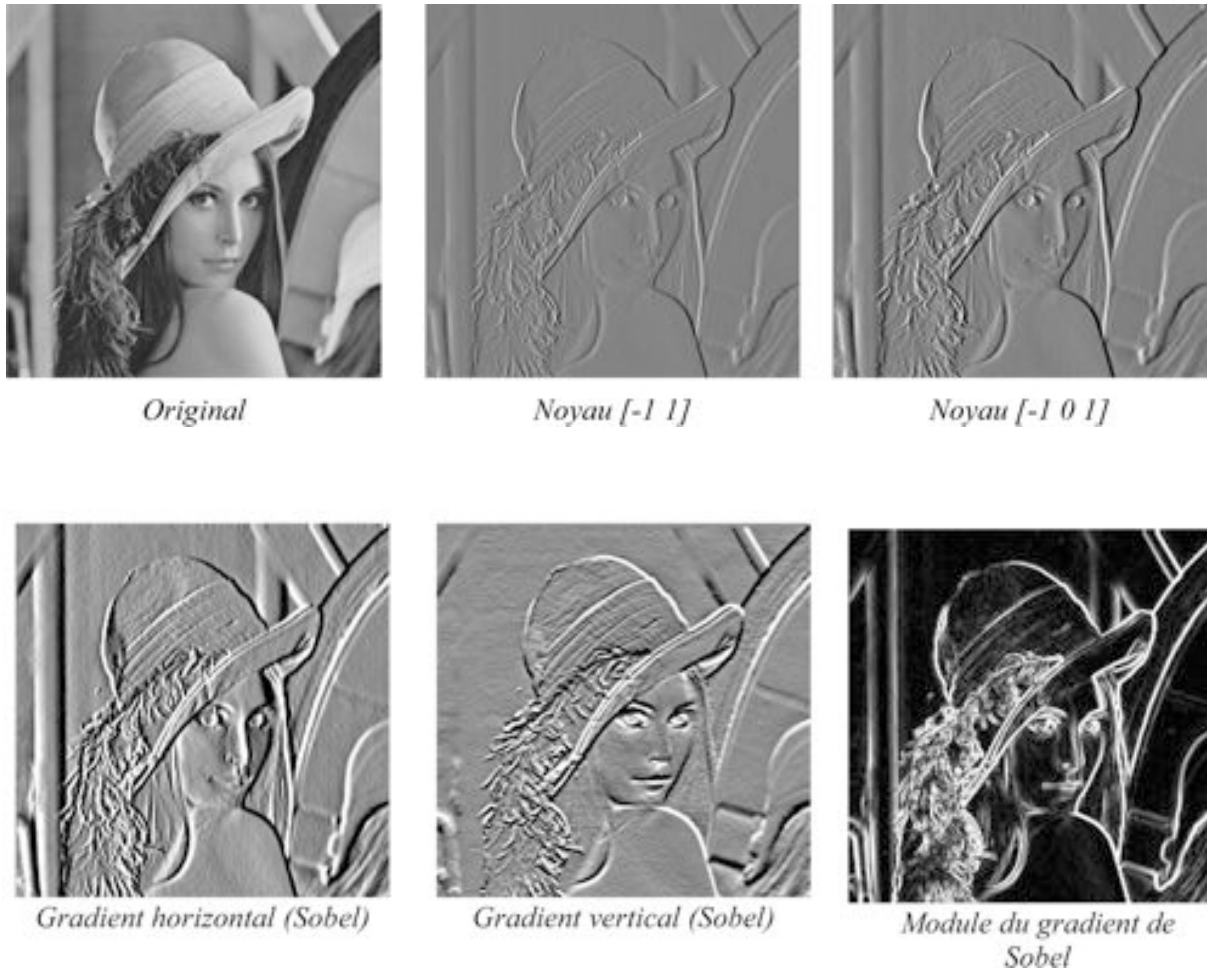 Original
Noyau [-1 1]
Noyau [-1 0 1]
Gradient horizontal (Sobel)
Gradient vertical (Sobel)
Module du gradient de
Sobel